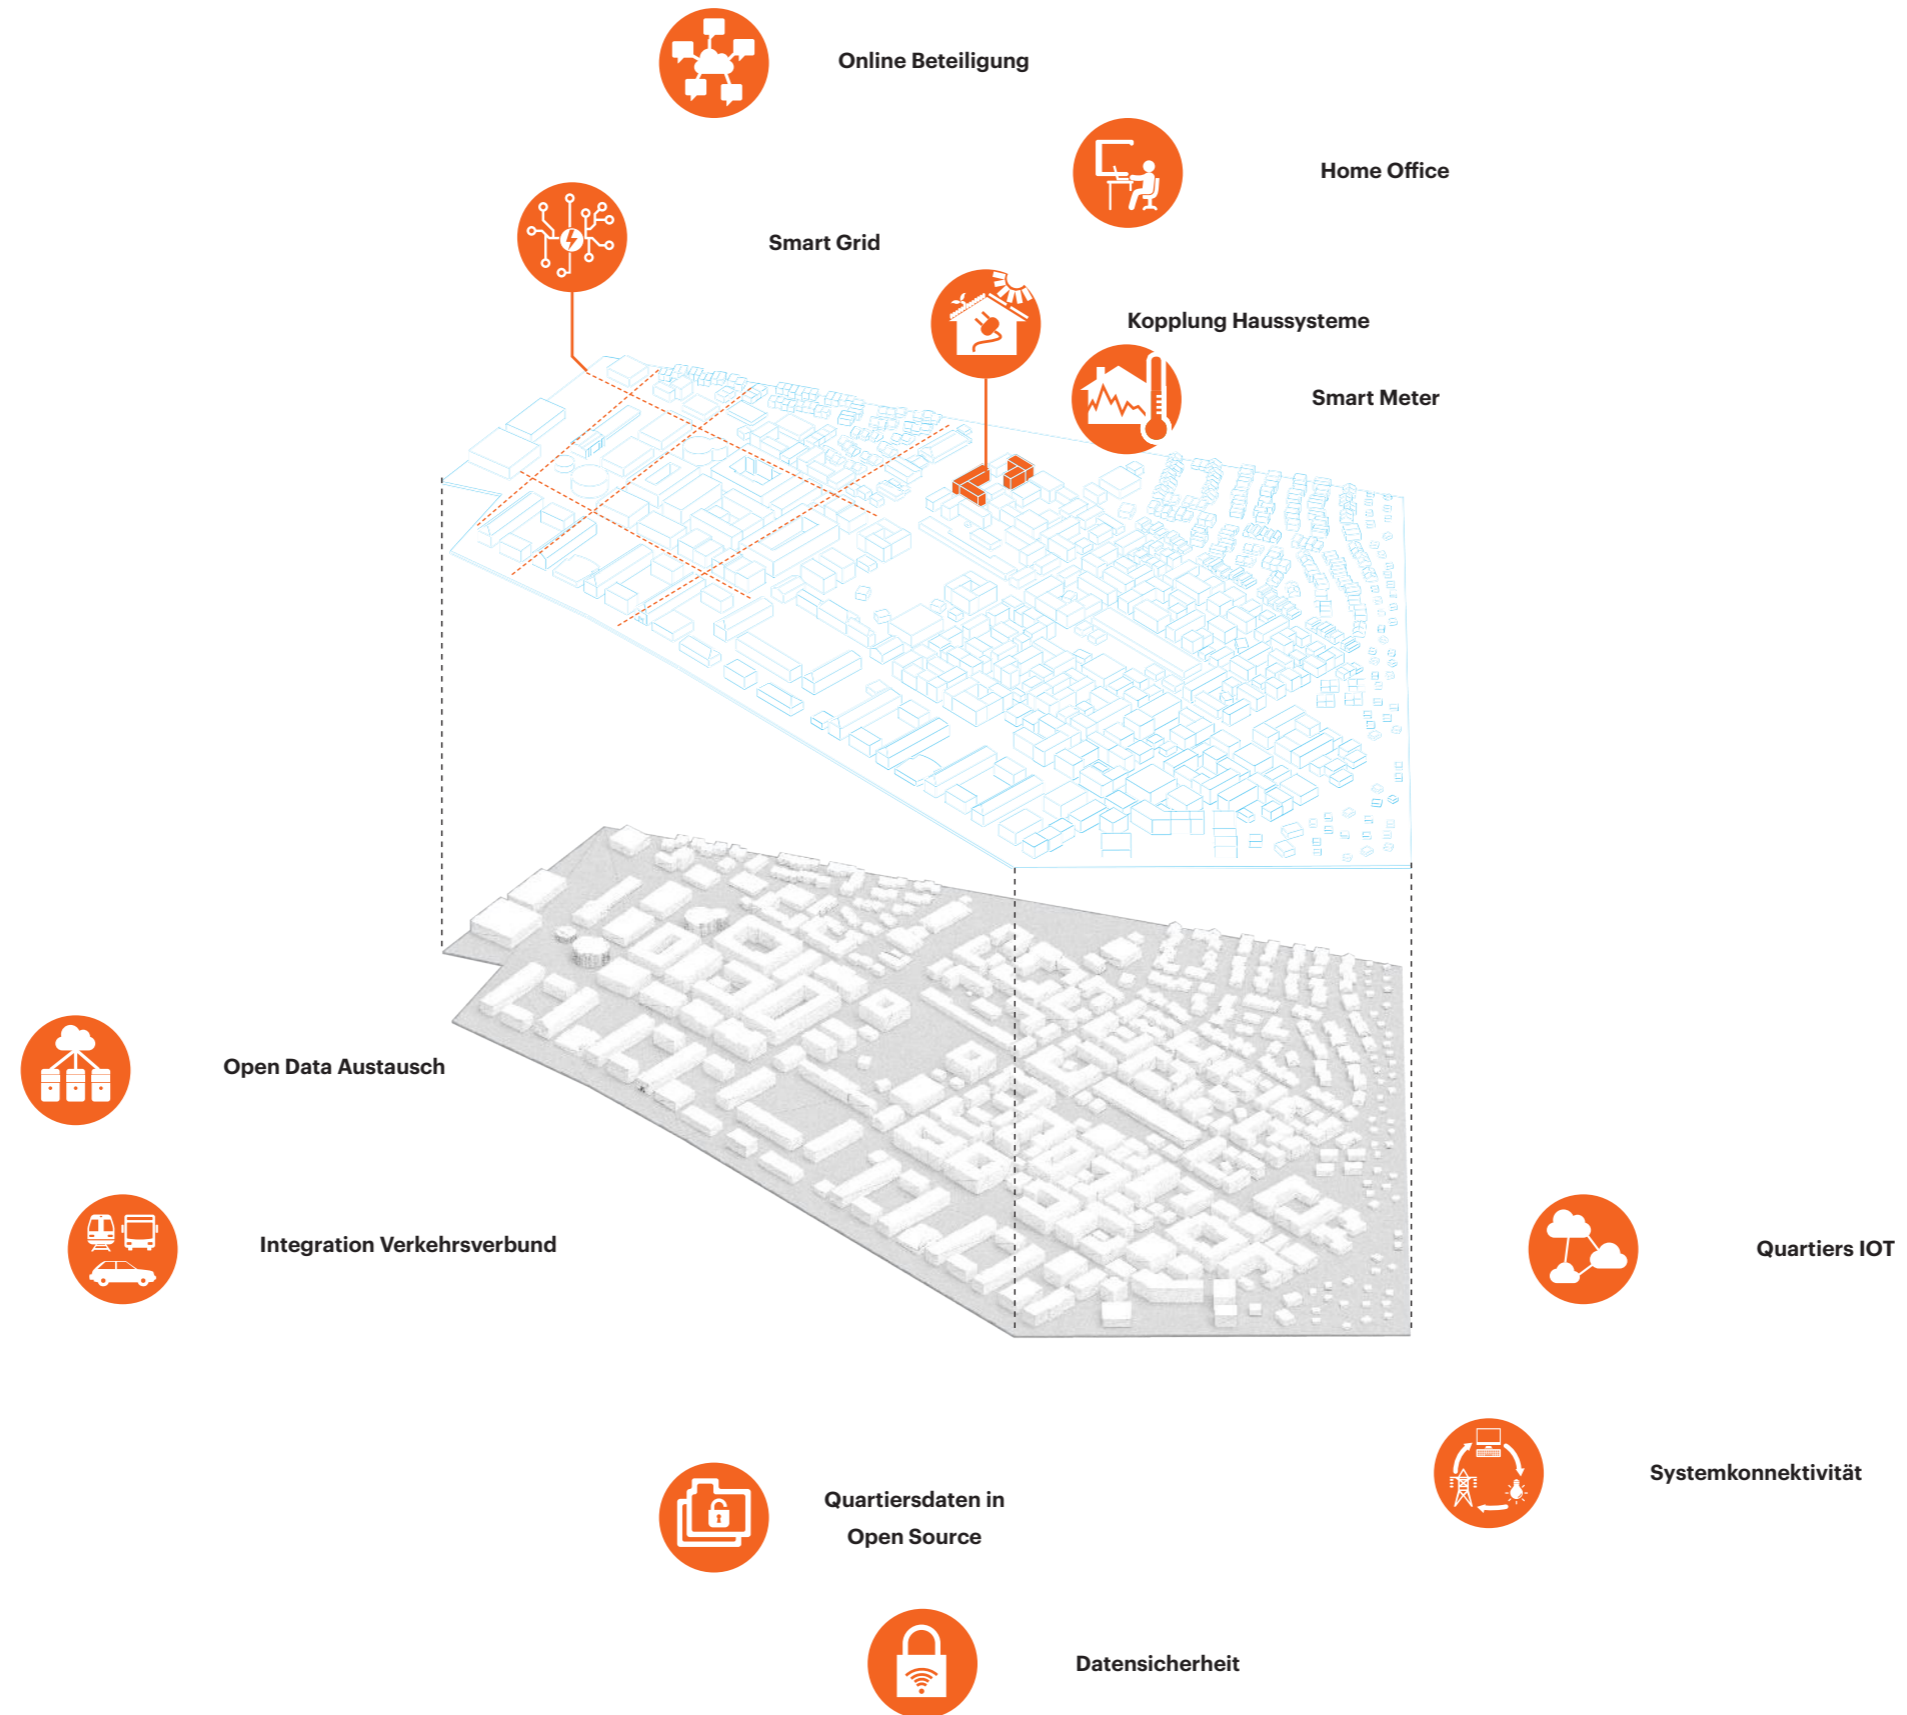 Online Beteiligung
Home Office
Smart Grid
Kopplung Haussysteme
Smart Meter
Open Data Austausch
Integration Verkehrsverbund
Quartiers IOT
Systemkonnektivität
Quartiersdaten in
Open Source
Datensicherheit